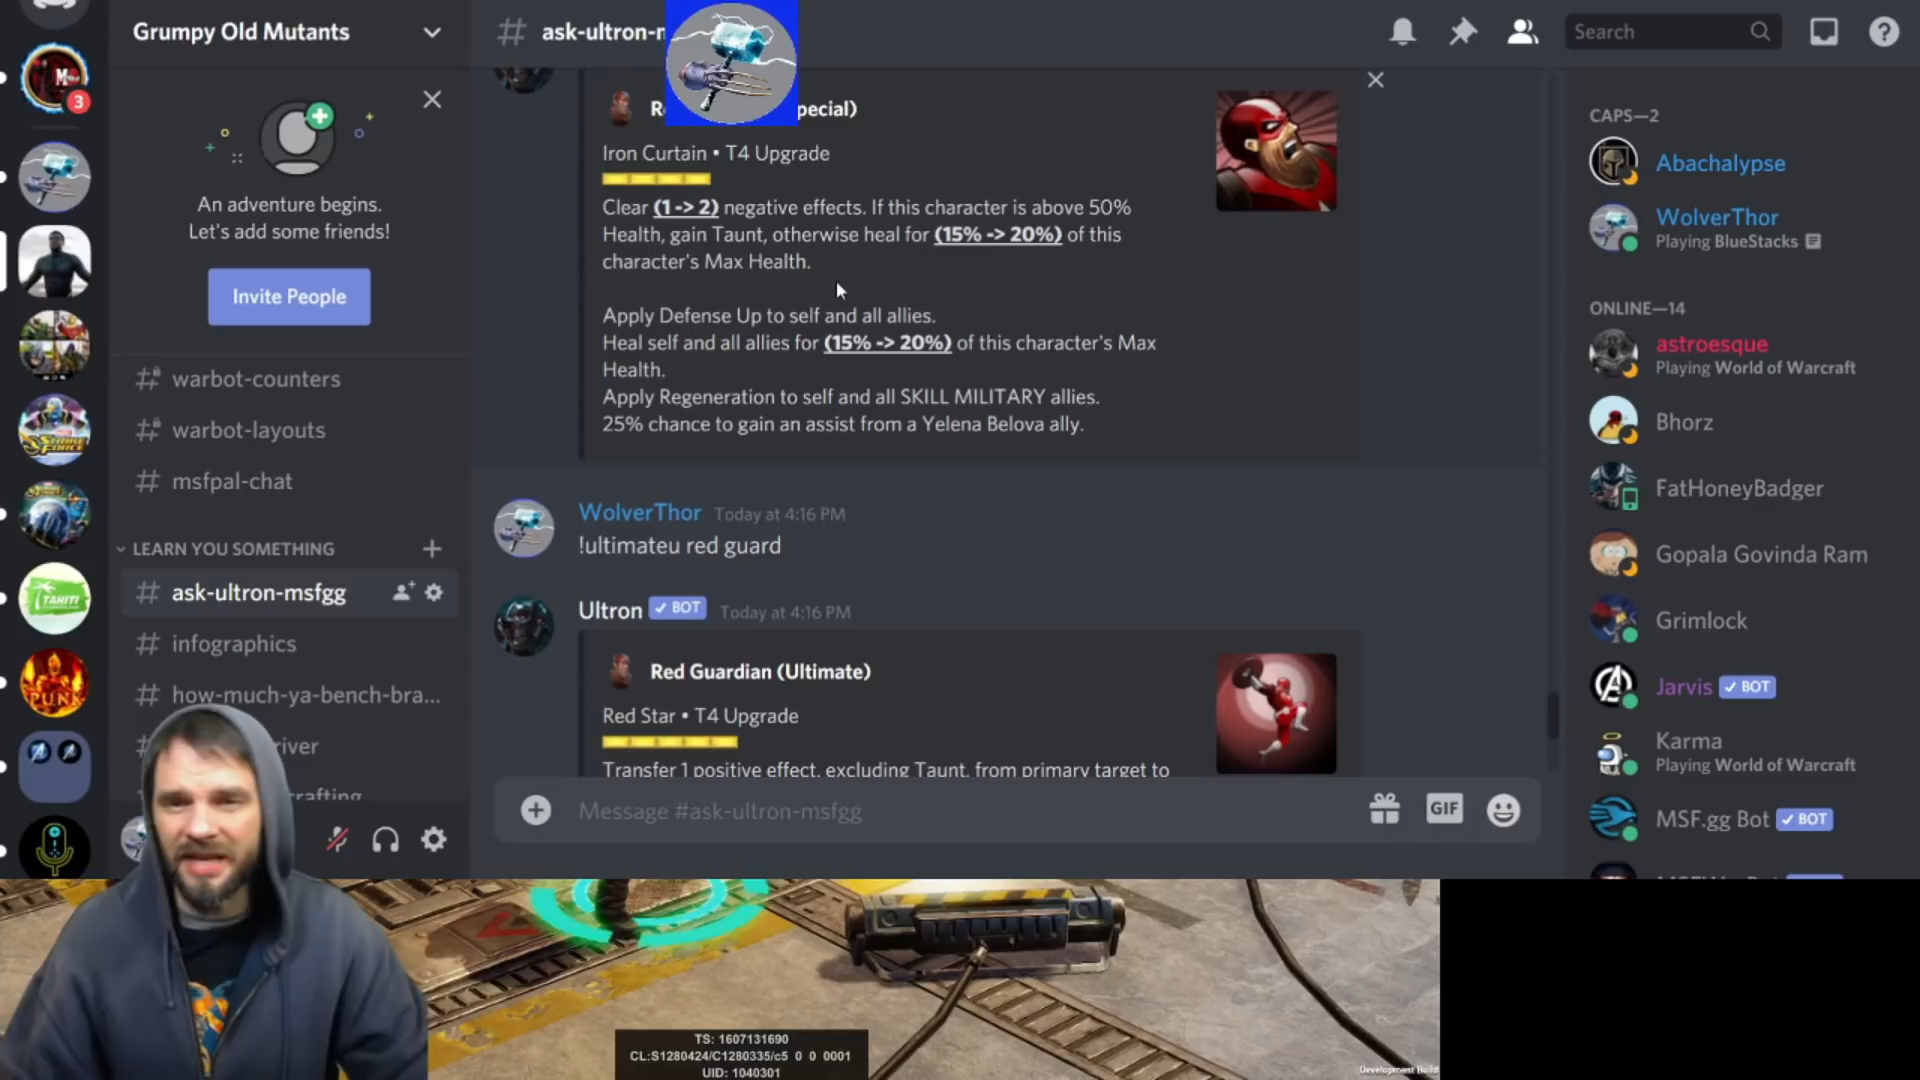 Grumpy Old Mutants
3
An adventure begins.
Let's add some friends!
Invite People
warbot-counters
warbot-layouts
msfpal-chat
LEARN YOU SOMETHING
ask-ultron-msfgg
infographics
how-much-ya-bench-bra...
river
crafting
TAHITI
PUNK
# ask-ultron-m
Search
pecial)
Iron Curtain • T4 Upgrade
Clear (1 -> 2) negative effects. If this character is above 50%
Health, gain Taunt, otherwise heal for (15% -> 20%) of this
character's Max Health.
Apply Defense Up to self and all allies.
Heal self and all allies for (15% -> 20%) of this character's Max
Health.
Apply Regeneration to self and all SKILL MILITARY allies.
25% chance to gain an assist from a Yelena Belova ally.
WolverThor Today at 4:16 PM
!ultimateu red guard
Ultron ✓ BOT Today at 4:16 PM
Red Guardian (Ultimate)
Red Star • T4 Upgrade
Transfer 1 positive effect, excluding Taunt, from primary target to
Message #ask-ultron-msfgg
GIF
CAPS—2
Abachalypse
WolverThor
Playing BlueStacks
ONLINE—14
astroesque
Playing World of Warcraft
Bhorz
FatHoneyBadger
Gopala Govinda Ram
Grimlock
Jarvis ✓ BOT
Karma
Playing World of Warcraft
MSF.gg Bot ✓ BOT
TS: 1607131690
CL:S1280424/C1280335/c5 0 0 0001
UID: 1040301
Development Build